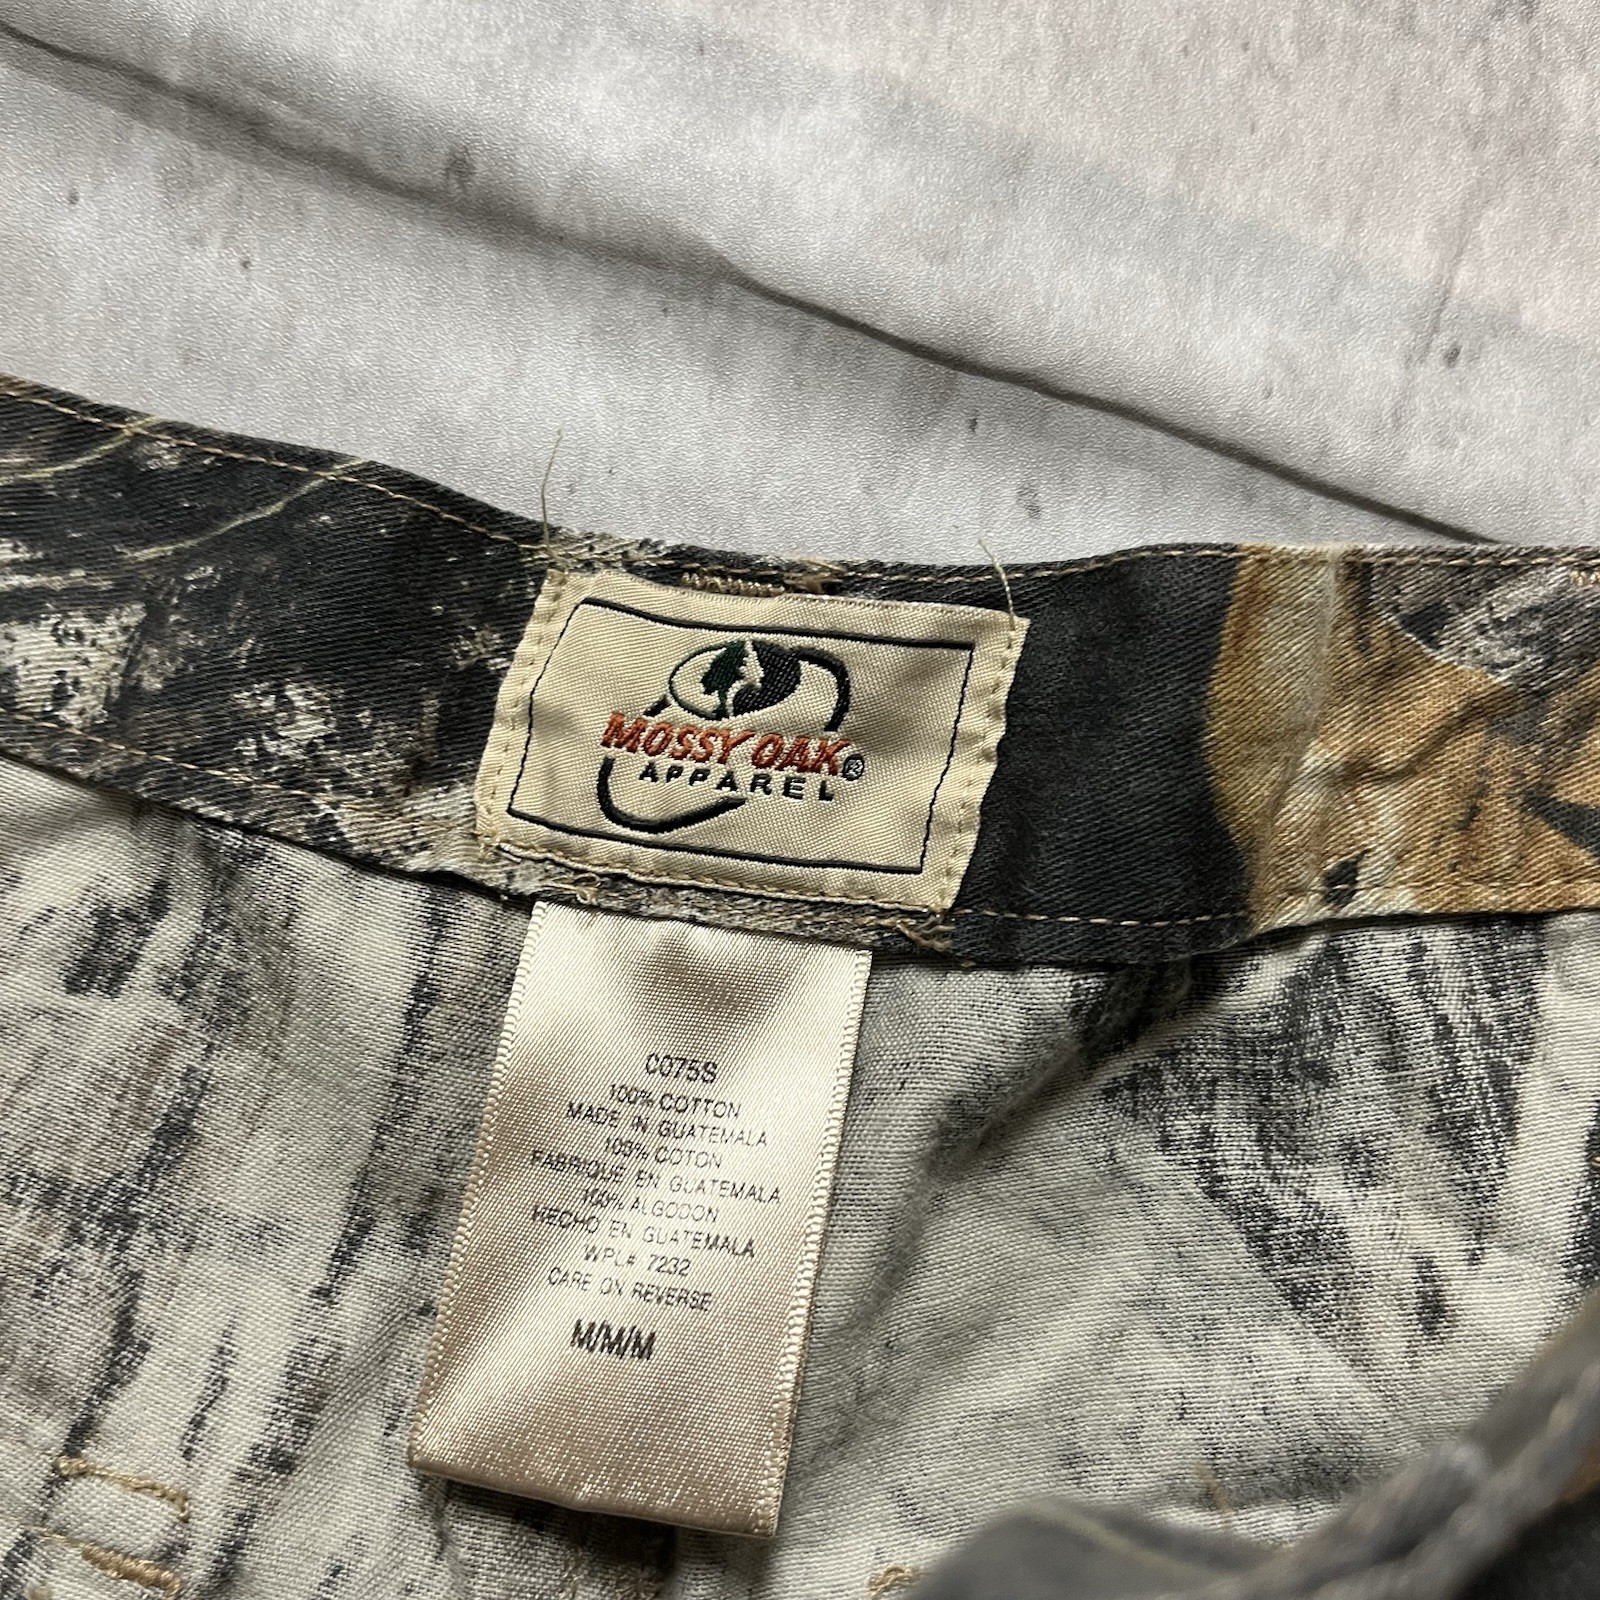 MOSSY OAK®
APPAREL
C075S
100% COTTON
MADE IN GUATEMALA
100% COTON
FABRIQUE EN GUATEMALA
100% ALGODON
HECHO EN GUATEMALA
WPL# 7232
CARE ON REVERSE
M/M/M